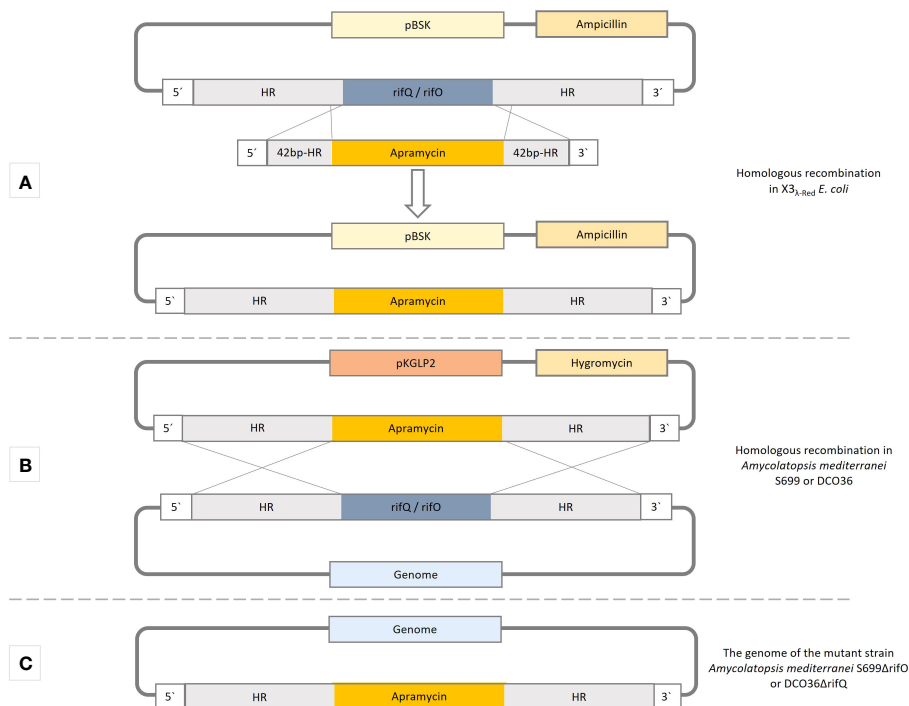 pBSK
Ampicillin
5´
HR
rifQ / rifO
HR
3´
5´
42bp-HR
Apramycin
42bp-HR
3`
A
Homologous recombination
in X3λ-Red E. coli
pBSK
Ampicillin
5`
HR
Apramycin
HR
3`
pKGLP2
Hygromycin
5´
HR
Apramycin
HR
3`
B
Homologous recombination in
Amycolatopsis mediterranei
S699 or DCO36
5`
HR
rifQ / rifO
HR
3`
Genome
Genome
C
The genome of the mutant strain
Amycolatopsis mediterranei S699ΔrifO
or DCO36ΔrifQ
5`
HR
Apramycin
HR
3`